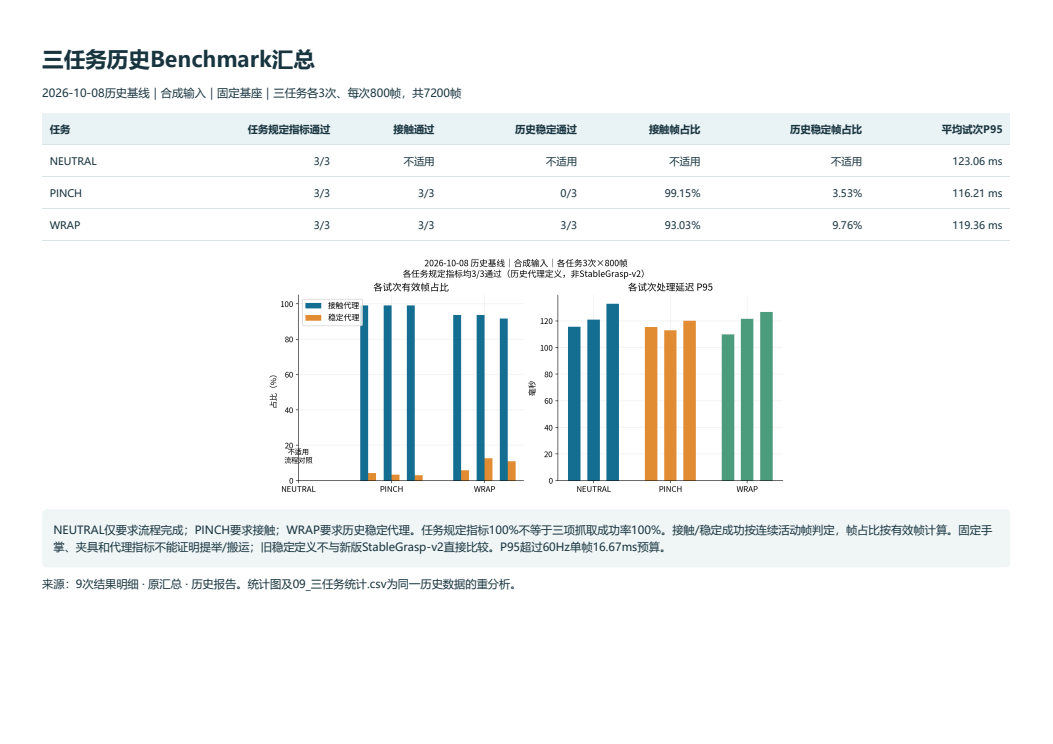 三任务历史Benchmark汇总
2026-10-08历史基线 | 合成输入 | 固定基座 | 三任务各3次、每次800帧，共7200帧
任务 任务规定指标通过 接触通过 历史稳定通过 接触帧占比 历史稳定帧占比 平均试次P95
NEUTRAL 3/3 不适用 不适用 不适用 不适用 123.06 ms
PINCH 3/3 3/3 0/3 99.15% 3.53% 116.21 ms
WRAP 3/3 3/3 3/3 93.03% 9.76% 119.36 ms
2026-10-08 历史基线｜合成输入｜各任务3次×800帧
各任务规定指标均3/3通过（历史代理定义，非StableGrasp-v2）
各试次有效帧占比
接触代理
稳定代理
占比（%）
100
80
60
40
20
0
不适用
流程对照
NEUTRAL PINCH WRAP
各试次处理延迟 P95
毫秒
120
100
80
60
40
20
0
NEUTRAL PINCH WRAP
NEUTRAL仅要求流程完成；PINCH要求接触；WRAP要求历史稳定代理。任务规定指标100%不等于三项抓取成功率100%。接触/稳定成功按连续活动帧判定，帧占比按有效帧计算。固定手
掌、夹具和代理指标不能证明提举/搬运；旧稳定定义不与新版StableGrasp-v2直接比较。P95超过60Hz单帧16.67ms预算。
来源：9次结果明细 · 原汇总 · 历史报告。统计图及09_三任务统计.csv为同一历史数据的重分析。